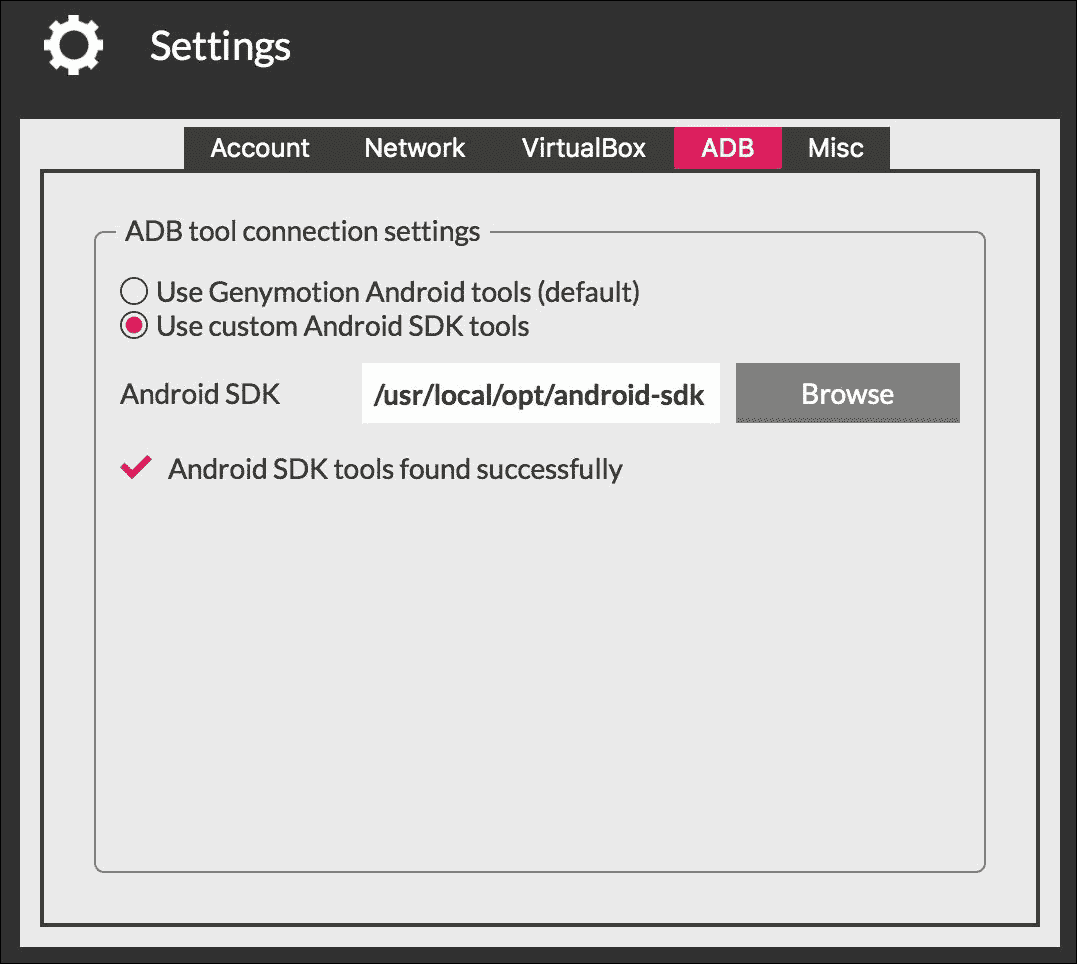 Settings
Account Network VirtualBox ADB Misc
ADB tool connection settings
Use Genymotion Android tools (default)
Use custom Android SDK tools
Android SDK /usr/local/opt/android-sdk Browse
Android SDK tools found successfully